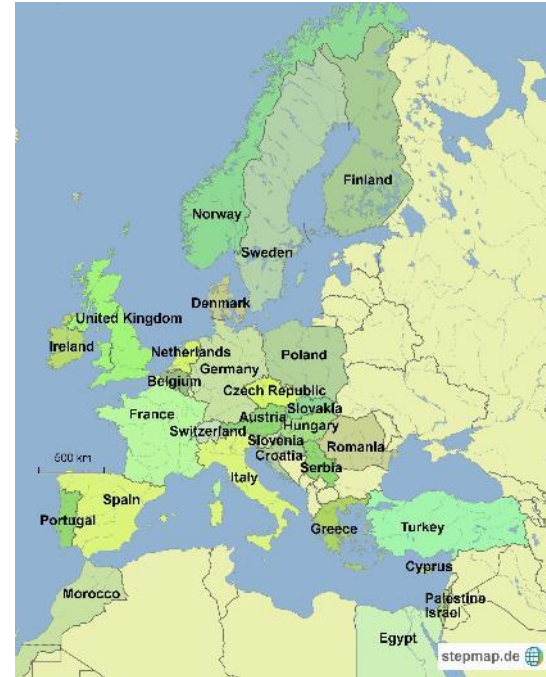 Finland
Norway
Sweden
Denmark
United Kingdom
Ireland
Netherlands
Germany
Poland
Belgium
Czech Republic
France
Slovakia
Austria
Hungary
Switzerland
Slovenia
Romania
Croatia
500 km
Serbia
Italy
Spain
Portugal
Greece
Turkey
Cyprus
Morocco
Palestine
Israel
Egypt
stepmap.de